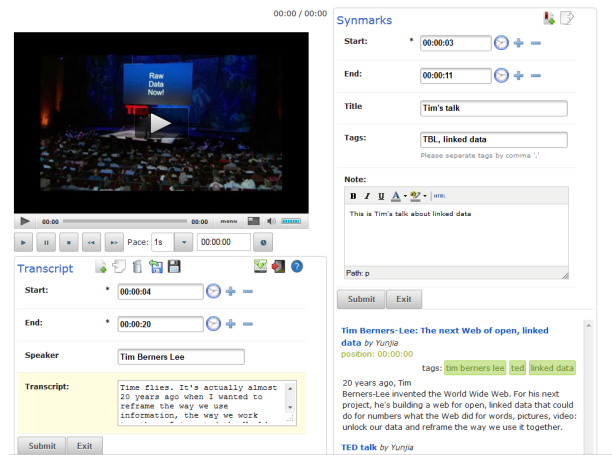 00:00 / 00:00
Raw
Data
Now!
TED
00:00
00:00
menu
Pace: 1s
00:00:00
Transcript
Start: * 00:00:04
End: * 00:00:20
Speaker Tim Berners Lee
Transcript:
Time flies. It's actually almost
20 years ago when I wanted to
reframe the way we use
information, the way we work
Submit Exit
Synmarks
Start: * 00:00:03
End: 00:00:11
Title Tim's talk
Tags: TBL, linked data
Please separate tags by comma ','
Note:
B I U A HTML
This is Tim's talk about linked data
Path: p
Submit Exit
Tim Berners-Lee: The next Web of open, linked
data by Yunjia
position: 00:00:00
tags: tim berners lee ted linked data
20 years ago, Tim
Berners-Lee invented the World Wide Web. For his next
project, he's building a web for open, linked data that could
do for numbers what the Web did for words, pictures, video:
unlock our data and reframe the way we use it together.
TED talk by Yunjia